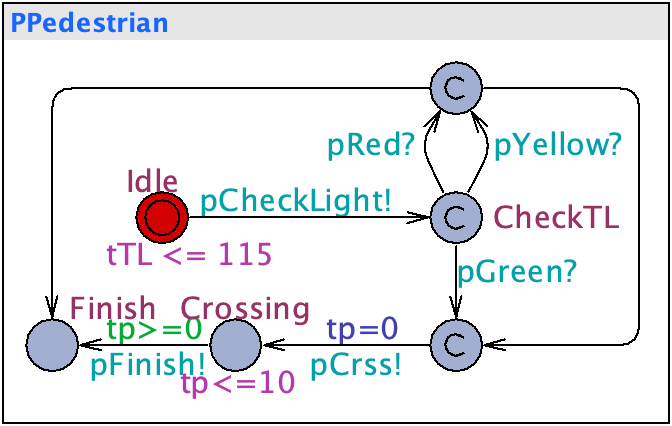 PPedestrian
C
pRed?
pYellow?
Idle
pCheckLight!
C
CheckTL
tTL <= 115
pGreen?
Finish
Crossing
tp>=0
tp=0
C
pFinish!
pCrss!
tp<=10